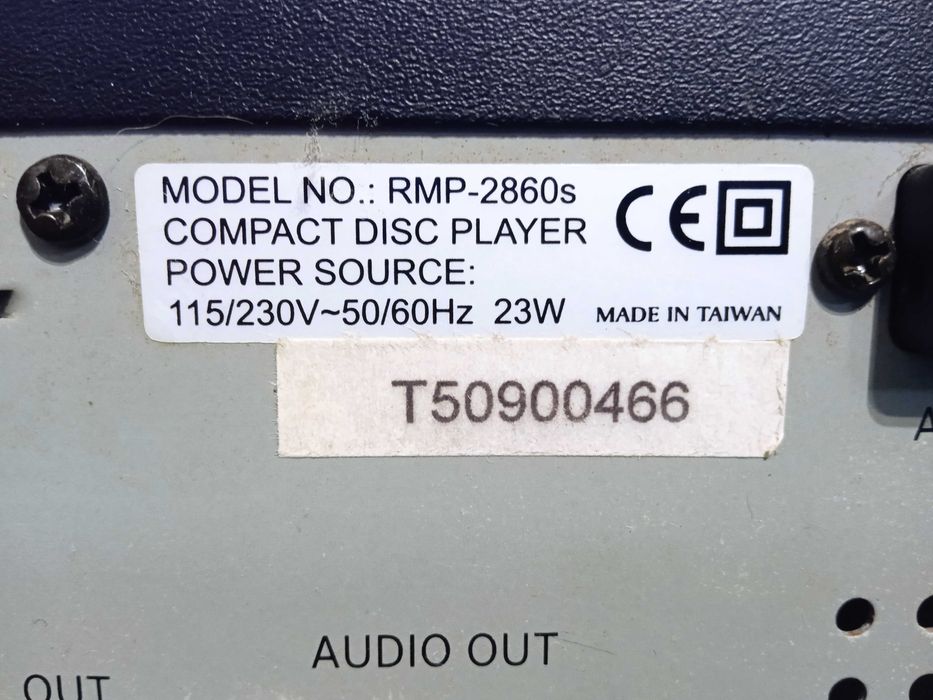 MODEL NO.: RMP-2860s
COMPACT DISC PLAYER
POWER SOURCE:
115/230V~50/60Hz 23W
CE
MADE IN TAIWAN
T50900466
A
AUDIO OUT
OUT